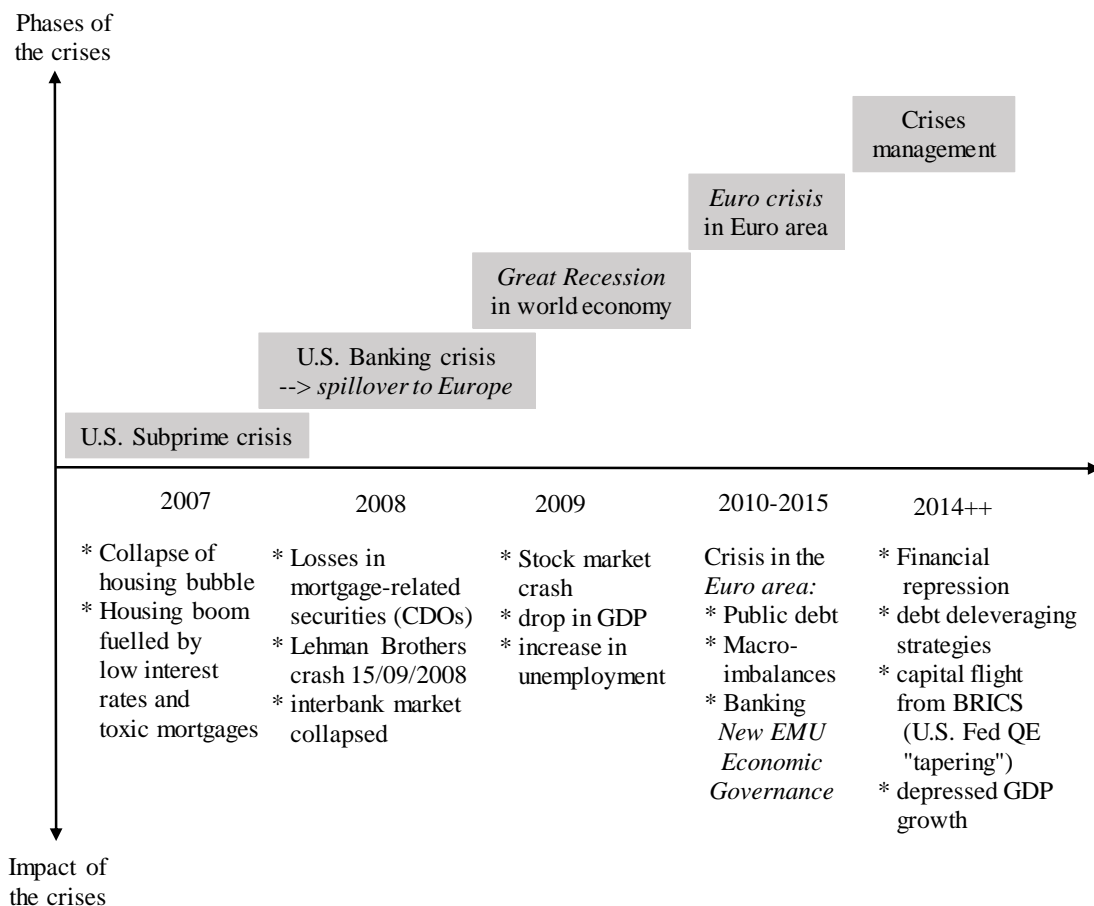 Phases of
the crises
Crises
management
Euro crisis
in Euro area
Great Recession
in world economy
U.S. Banking crisis
--> spillover to Europe
U.S. Subprime crisis
2007
* Collapse of
housing bubble
* Housing boom
fuelled by
low interest
rates and
toxic mortgages
2008
* Losses in
mortgage-related
securities (CDOs)
* Lehman Brothers
crash 15/09/2008
* interbank market
collapsed
2009
* Stock market
crash
* drop in GDP
* increase in
unemployment
2010-2015
Crisis in the
Euro area:
* Public debt
* Macro-
imbalances
* Banking
New EMU
Economic
Governance
2014++
* Financial
repression
* debt deleveraging
strategies
* capital flight
from BRICS
(U.S. Fed QE
"tapering")
* depressed GDP
growth
Impact of
the crises